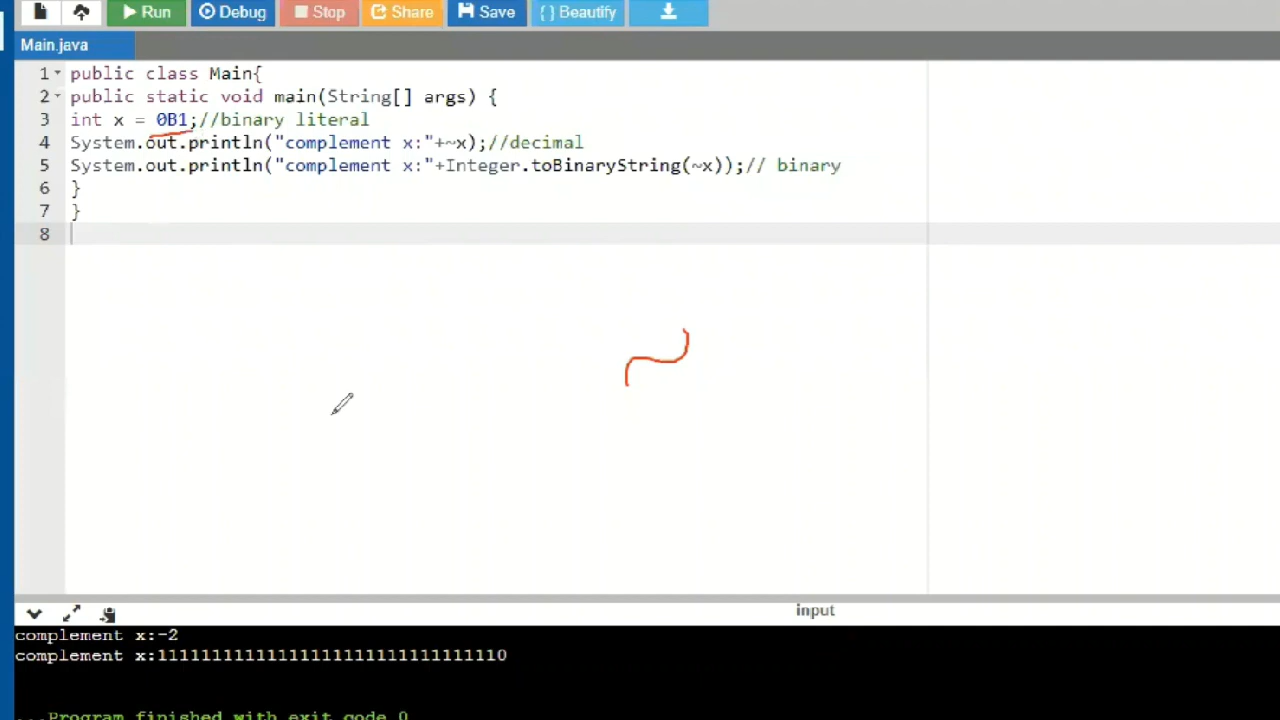 Run Debug Stop Share Save { } Beautify
Main.java
1 public class Main{
2 public static void main(String[] args) {
3 int x = 0B1;//binary literal
4 System.out.println("complement x:"+~x);//decimal
5 System.out.println("complement x:"+Integer.toBinaryString(~x));// binary
6 }
7 }
8
input
complement x:-2
complement x:11111111111111111111111111111110
...Program finished with exit code 0